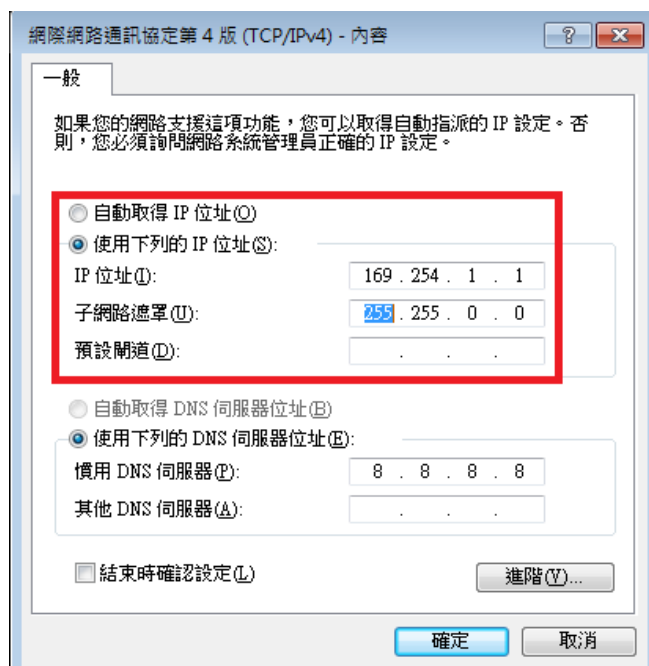 網際網路通訊協定第 4 版 (TCP/IPv4) - 內容
一般
如果您的網路支援這項功能，您可以取得自動指派的 IP 設定。否
則，您必須詢問網路系統管理員正確的 IP 設定。
自動取得 IP 位址(O)
使用下列的 IP 位址(S):
IP 位址(I): 169 . 254 . 1 . 1
子網路遮罩(U): 255 . 255 . 0 . 0
預設閘道(D): . . .
自動取得 DNS 伺服器位址(B)
使用下列的 DNS 伺服器位址(E):
慣用 DNS 伺服器(P): 8 . 8 . 8 . 8
其他 DNS 伺服器(A): . . .
結束時確認設定(L) 進階(V)...
確定 取消